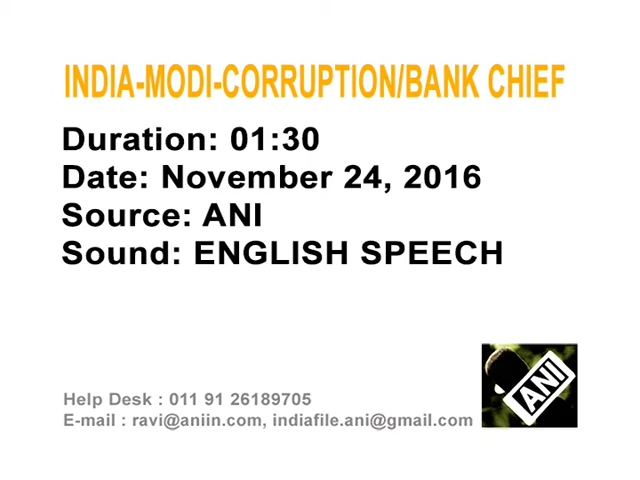 INDIA-MODI-CORRUPTION/BANK CHIEF
Duration: 01:30
Date: November 24, 2016
Source: ANI
Sound: ENGLISH SPEECH
Help Desk : 011 91 26189705
E-mail : ravi@aniin.com, indiafile.ani@gmail.com
ANI